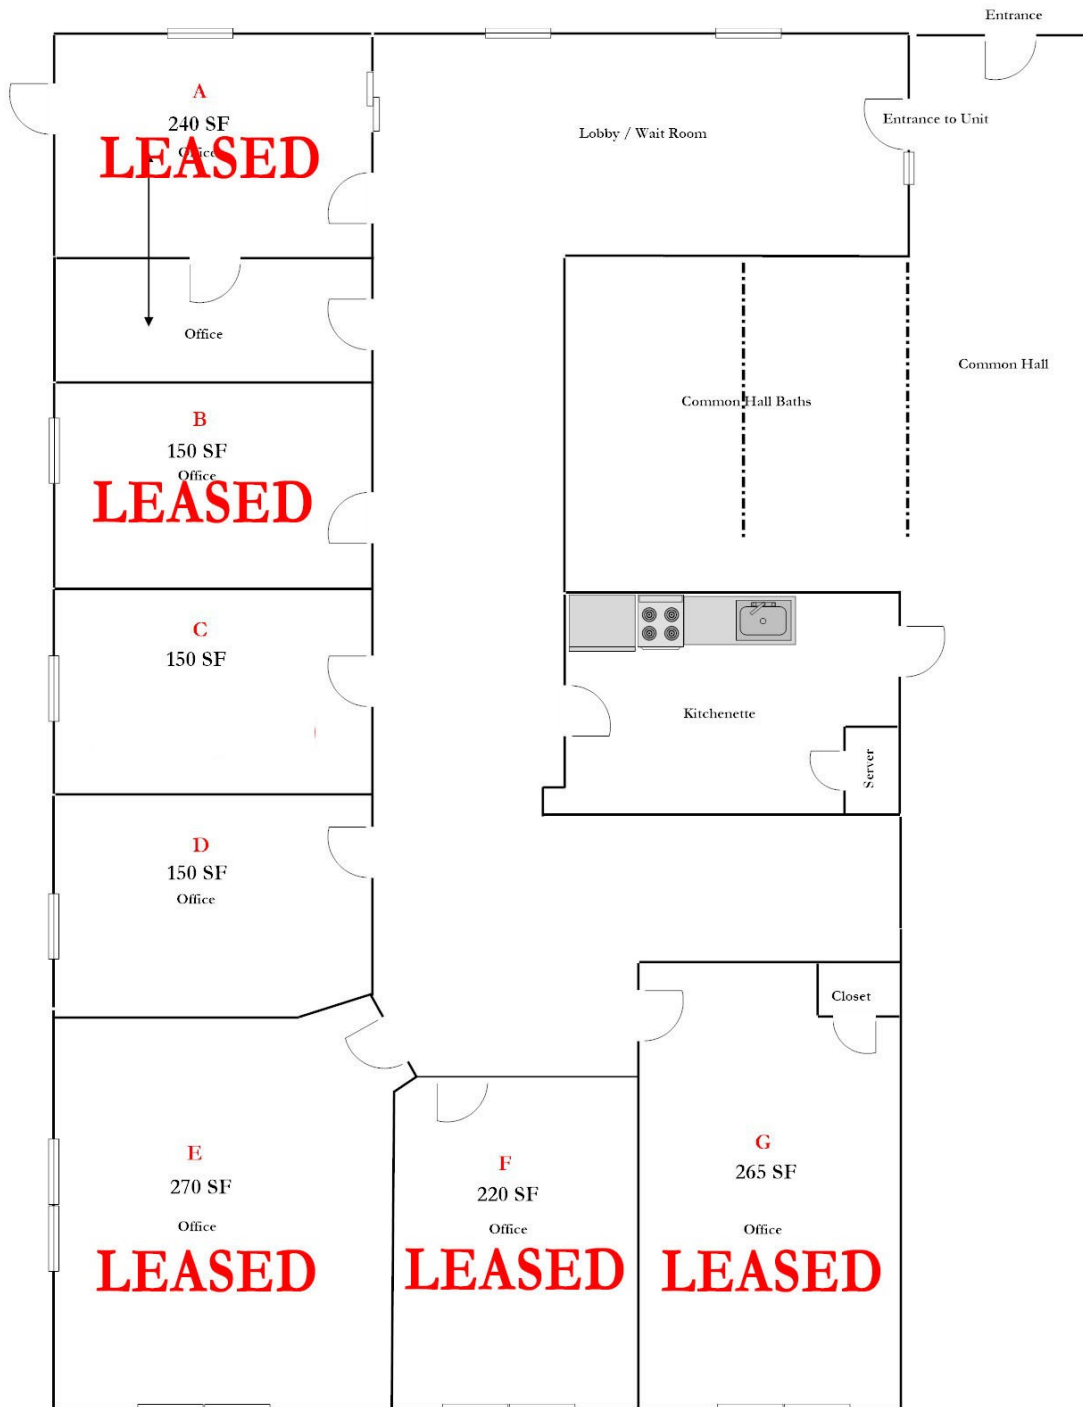 Entrance
A
240 SF
Office
LEASED
Lobby / Wait Room
Entrance to Unit
Office
Common Hall
B
150 SF
Office
LEASED
Common Hall Baths
C
150 SF
Kitchenette
Server
D
150 SF
Office
Closet
E
270 SF
Office
LEASED
F
220 SF
Office
LEASED
G
265 SF
Office
LEASED